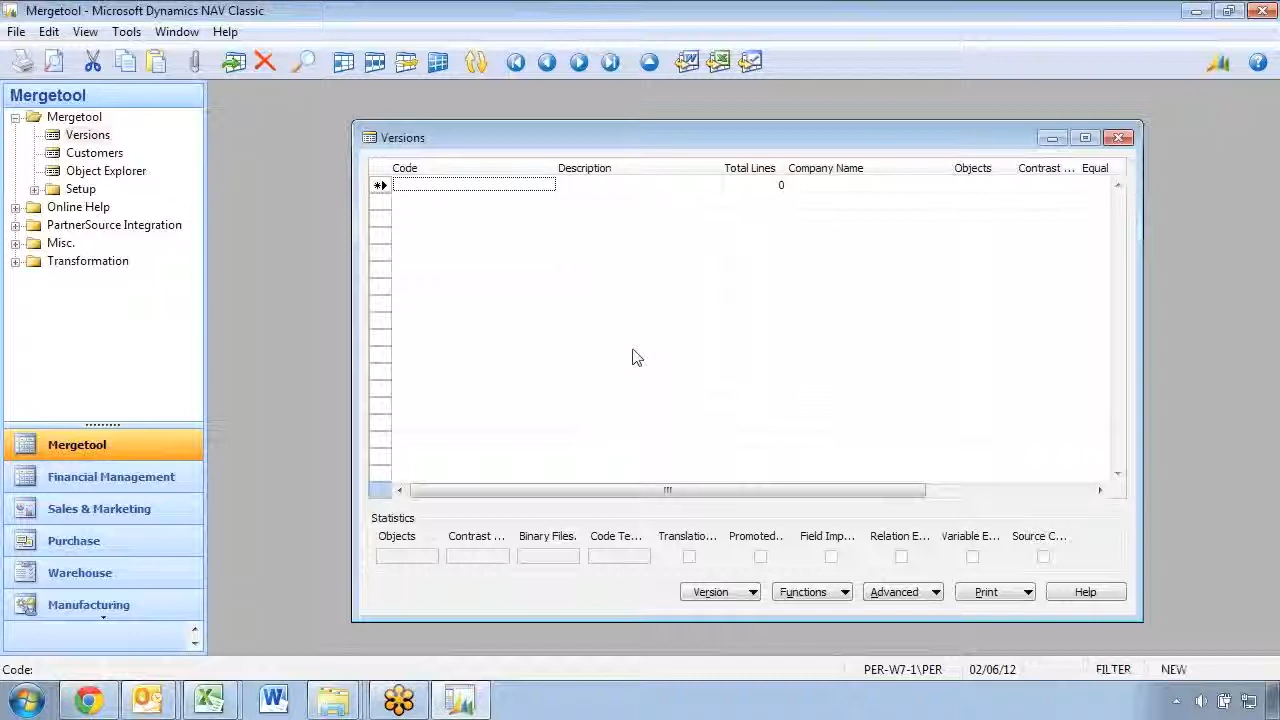 Mergetool - Microsoft Dynamics NAV Classic
File Edit View Tools Window Help
Mergetool
Mergetool
Versions
Customers
Object Explorer
Setup
Online Help
PartnerSource Integration
Misc.
Transformation
Mergetool
Financial Management
Sales & Marketing
Purchase
Warehouse
Manufacturing
Versions
Code Description Total Lines Company Name Objects Contrast ... Equal
0
Statistics
Objects Contrast ... Binary Files. Code Te... Translatio... Promoted.. Field Imp... Relation E... Variable E... Source C...
Version Functions Advanced Print Help
Code: PER-W7-1\PER 02/06/12 FILTER NEW